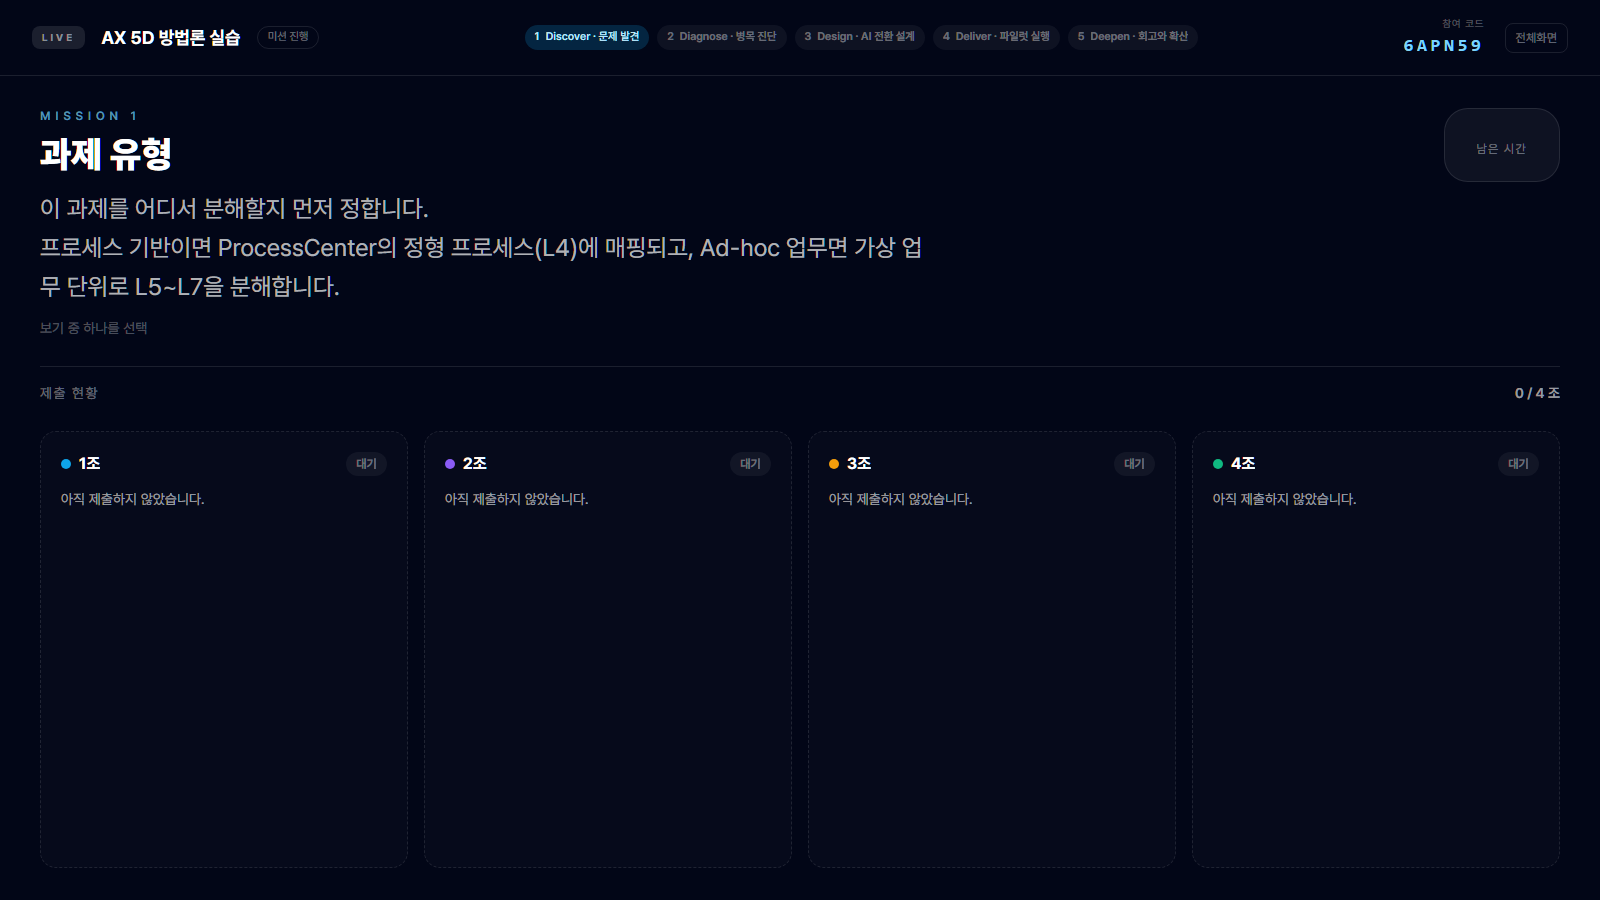 LIVE
AX 5D 방법론 실습
미션 진행
1 Discover · 문제 발견
2 Diagnose · 병목 진단
3 Design · AI 전환 설계
4 Deliver · 파일럿 실행
5 Deepen · 회고와 확산
참여 코드
6APN59
전체화면
MISSION 1
과제 유형
남은 시간
이 과제를 어디서 분해할지 먼저 정합니다.
프로세스 기반이면 ProcessCenter의 정형 프로세스(L4)에 매핑되고, Ad-hoc 업무면 가상 업
무 단위로 L5~L7을 분해합니다.
보기 중 하나를 선택
제출 현황
0 / 4 조
1조
대기
아직 제출하지 않았습니다.
2조
대기
아직 제출하지 않았습니다.
3조
대기
아직 제출하지 않았습니다.
4조
대기
아직 제출하지 않았습니다.